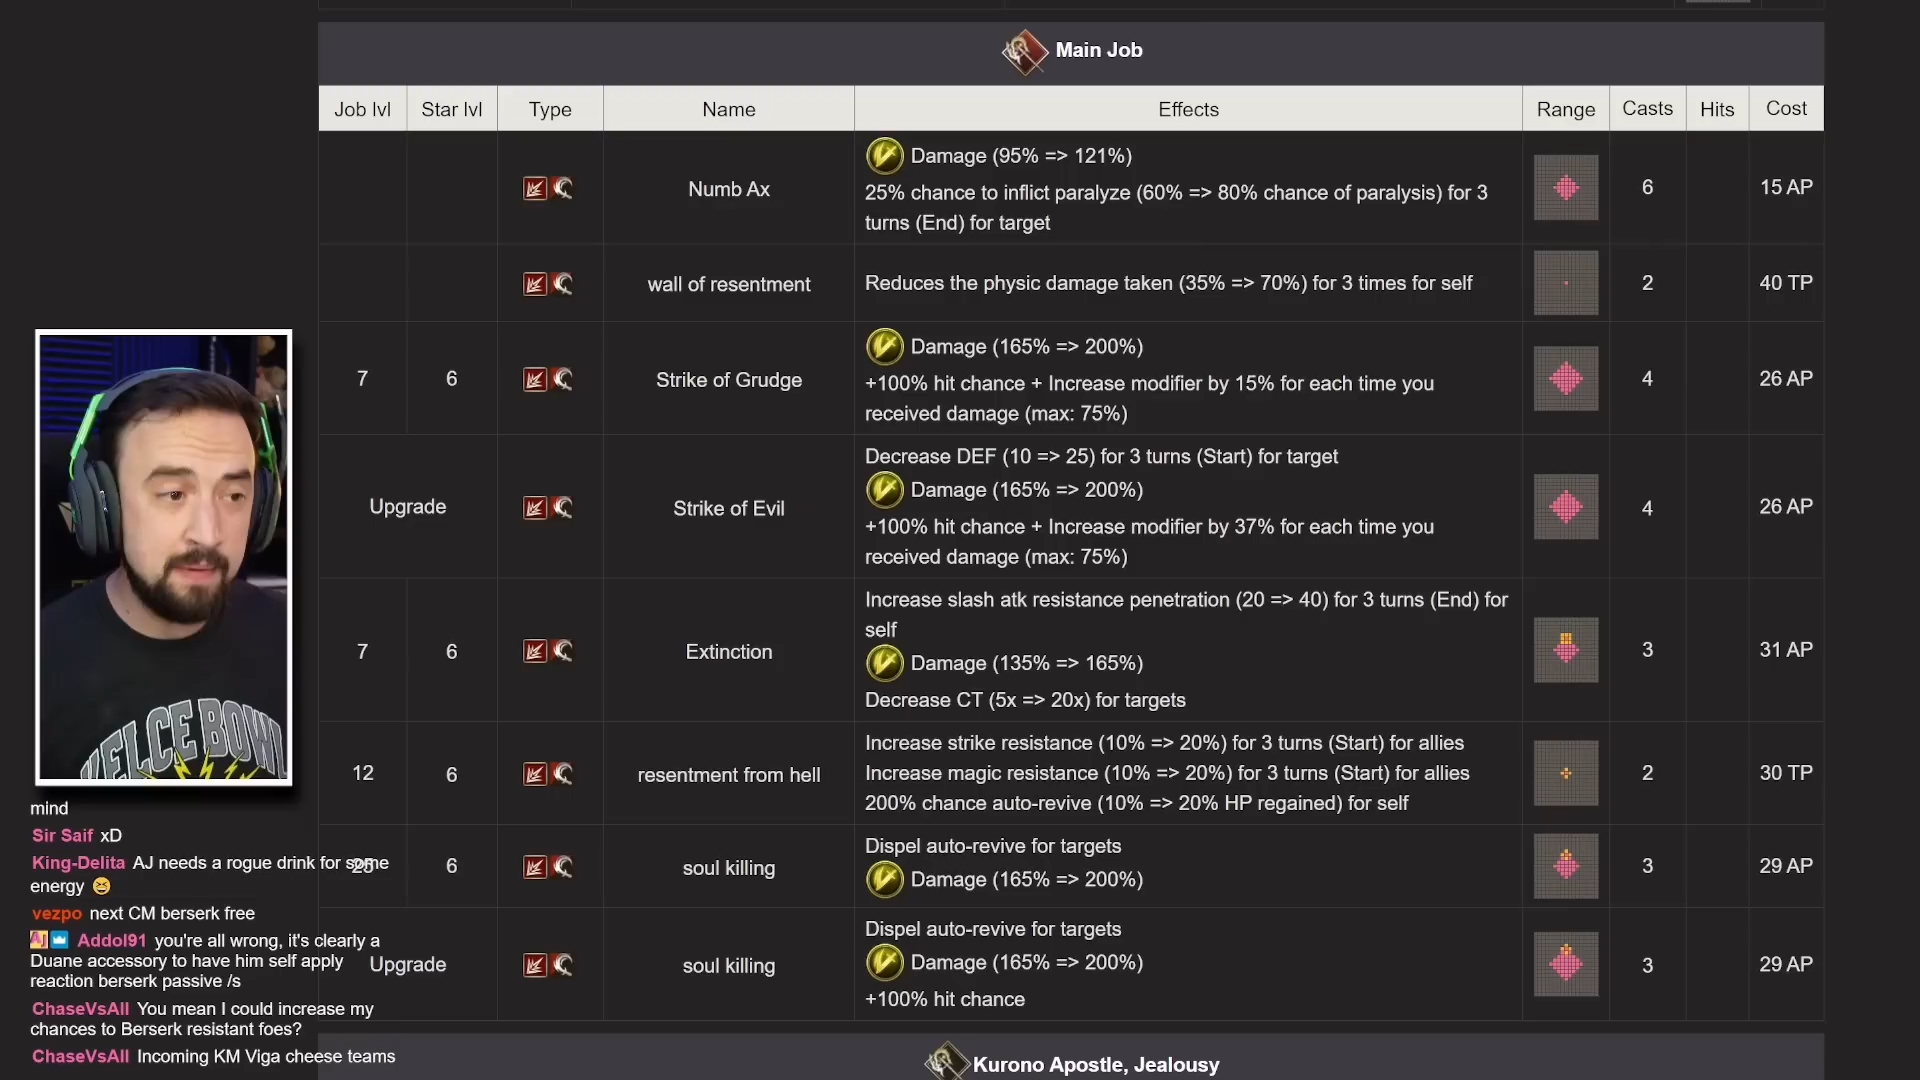 Main Job
Job lvl Star lvl Type Name Effects Range Casts Hits Cost
Damage (95% => 121%)
Numb Ax 25% chance to inflict paralyze (60% => 80% chance of paralysis) for 3 6 15 AP
turns (End) for target
wall of resentment Reduces the physic damage taken (35% => 70%) for 3 times for self 2 40 TP
Damage (165% => 200%)
7 6 Strike of Grudge +100% hit chance + Increase modifier by 15% for each time you 4 26 AP
received damage (max: 75%)
Decrease DEF (10 => 25) for 3 turns (Start) for target
Damage (165% => 200%)
Upgrade Strike of Evil +100% hit chance + Increase modifier by 37% for each time you 4 26 AP
received damage (max: 75%)
Increase slash atk resistance penetration (20 => 40) for 3 turns (End) for
self
7 6 Extinction Damage (135% => 165%) 3 31 AP
Decrease CT (5x => 20x) for targets
Increase strike resistance (10% => 20%) for 3 turns (Start) for allies
12 6 resentment from hell Increase magic resistance (10% => 20%) for 3 turns (Start) for allies 2 30 TP
200% chance auto-revive (10% => 20% HP regained) for self
Dispel auto-revive for targets
25 6 soul killing Damage (165% => 200%) 3 29 AP
Dispel auto-revive for targets
Upgrade soul killing Damage (165% => 200%) 3 29 AP
+100% hit chance
Kurono Apostle, Jealousy
ELCE BOWL
mind
Sir Saif xD
King-Delita AJ needs a rogue drink for some
energy 😆
vezpo next CM berserk free
AJ Addol91 you're all wrong, it's clearly a
Duane accessory to have him self apply
reaction berserk passive /s
ChaseVsAll You mean I could increase my
chances to Berserk resistant foes?
ChaseVsAll Incoming KM Viga cheese teams